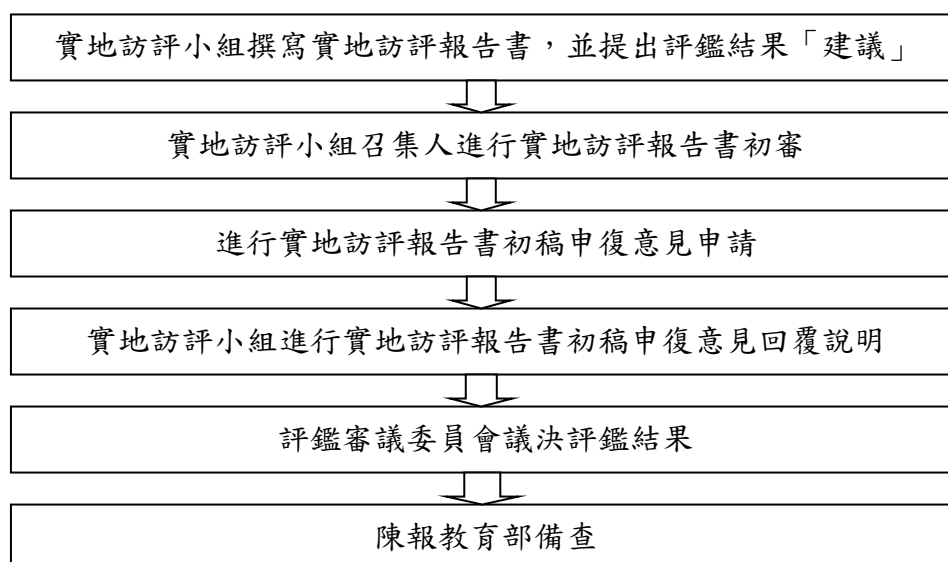 實地訪評小組撰寫實地訪評報告書，並提出評鑑結果「建議」
實地訪評小組召集人進行實地訪評報告書初審
進行實地訪評報告書初稿申復意見申請
實地訪評小組進行實地訪評報告書初稿申復意見回覆說明
評鑑審議委員會議決評鑑結果
陳報教育部備查